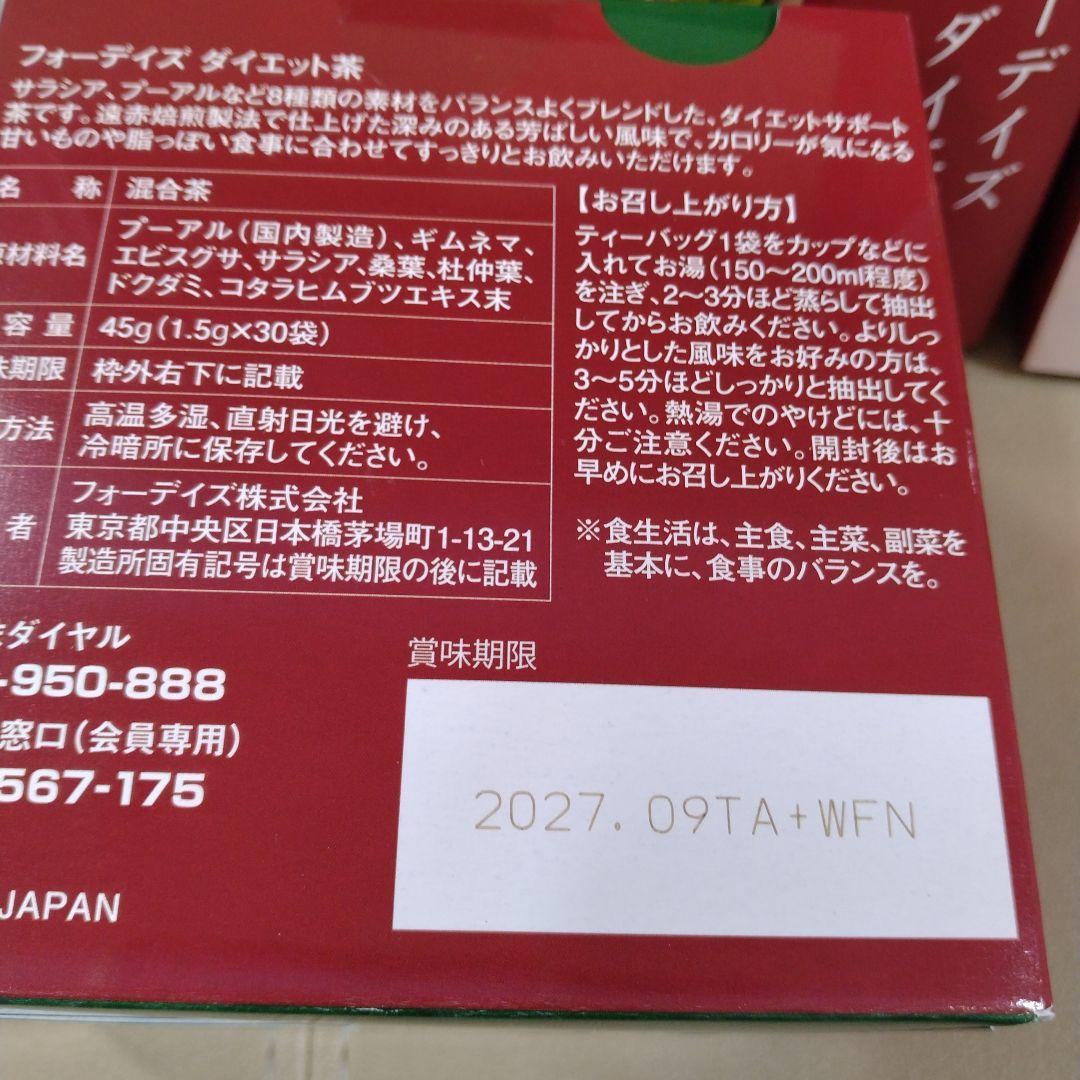 フォーデイズ ダイエット茶
サラシア、プーアルなど8種類の素材をバランスよくブレンドした、ダイエットサポート
茶です。遠赤焙煎製法で仕上げた深みのある芳ばしい風味で、カロリーが気になる
甘いものや脂っぽい食事に合わせてすっきりとお飲みいただけます。
名 称 混合茶
材料名 プーアル(国内製造)、ギムネマ、
エビスグサ、サラシア、桑葉、杜仲葉、
ドクダミ、コタラヒムブツエキス末
容量 45g(1.5g×30袋)
味期限 枠外右下に記載
方法 高温多湿、直射日光を避け、
冷暗所に保存してください。
者 フォーデイズ株式会社
東京都中央区日本橋茅場町1-13-21
製造所固有記号は賞味期限の後に記載
【お召し上がり方】
ティーバッグ1袋をカップなどに
入れてお湯(150〜200ml程度)
を注ぎ、2〜3分ほど蒸らして抽出
してからお飲みください。よりしっ
かりとした風味をお好みの方は、
3〜5分ほどしっかりと抽出してく
ださい。熱湯でのやけどには、十
分ご注意ください。開封後はお
早めにお召し上がりください。
※食生活は、主食、主菜、副菜を
基本に、食事のバランスを。
ダイヤル
-950-888
窓口(会員専用)
567-175
JAPAN
賞味期限
2027.09TA+WFN
ーデイズ
ダイエ